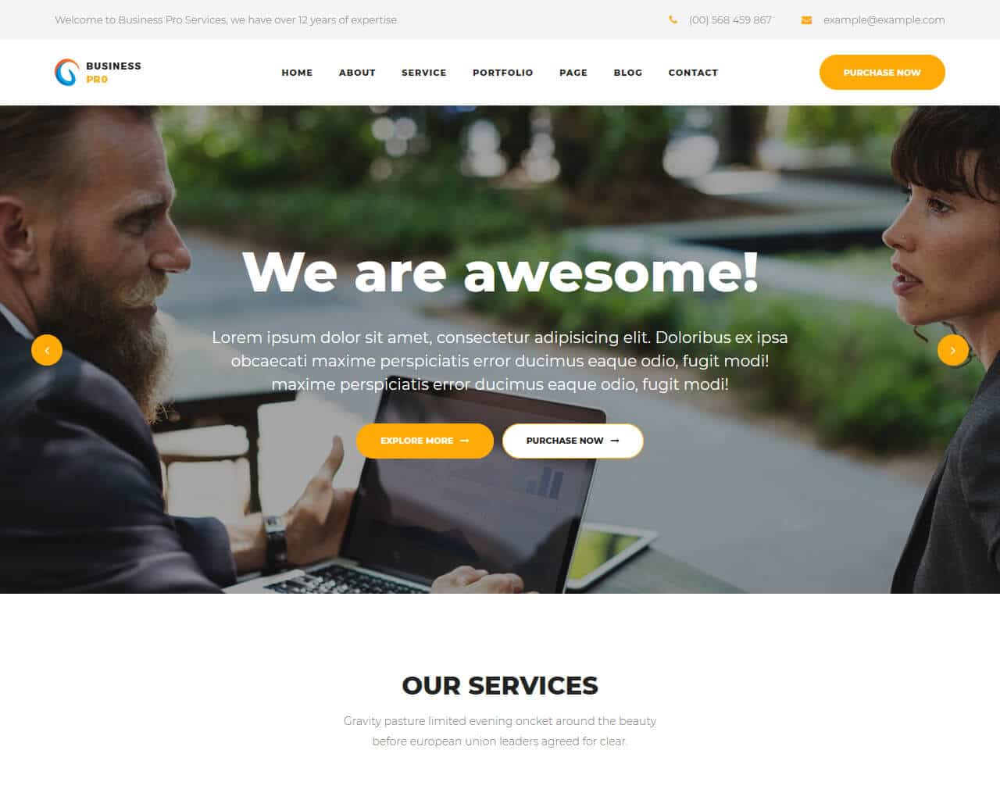 Welcome to Business Pro Services, we have over 12 years of expertise.
(00) 568 459 867
example@example.com
BUSINESS
PRO
HOME
ABOUT
SERVICE
PORTFOLIO
PAGE
BLOG
CONTACT
PURCHASE NOW
We are awesome!
Lorem ipsum dolor sit amet, consectetur adipisicing elit. Doloribus ex ipsa
obcaecati maxime perspiciatis error ducimus eaque odio, fugit modi!
maxime perspiciatis error ducimus eaque odio, fugit modi!
EXPLORE MORE
PURCHASE NOW
OUR SERVICES
Gravity pasture limited evening oncket around the beauty
before european union leaders agreed for clear.